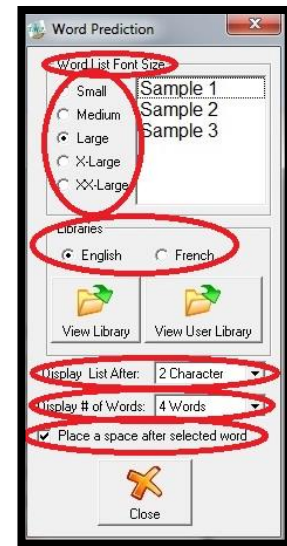 Word Prediction
Word List Font Size
Small
Medium
Large
X-Large
XX-Large
Sample 1
Sample 2
Sample 3
Libraries
English French
View Library View User Library
Display List After: 2 Character
Display # of Words: 4 Words
Place a space after selected word
Close